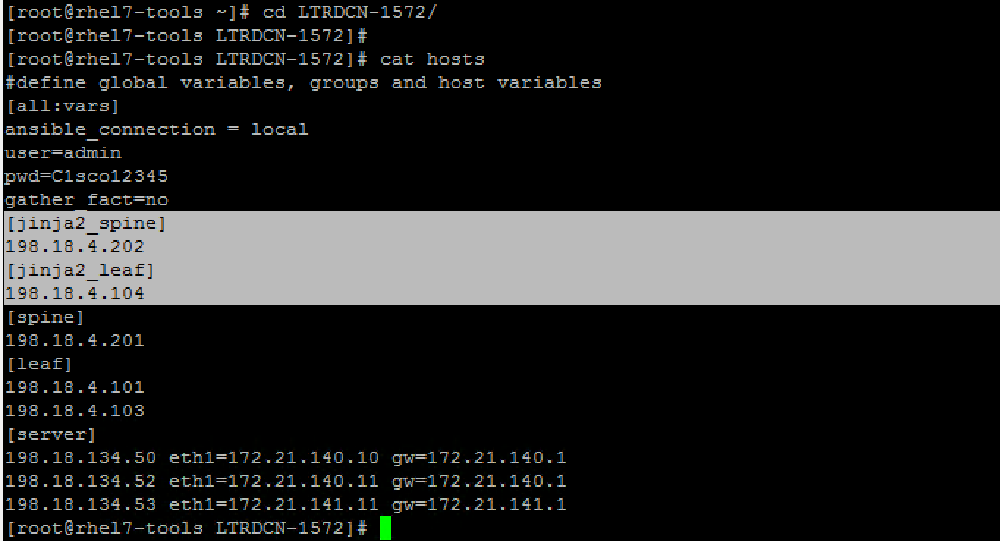 [root@rhel7-tools ~]# cd LTRDCN-1572/
[root@rhel7-tools LTRDCN-1572]#
[root@rhel7-tools LTRDCN-1572]# cat hosts
#define global variables, groups and host variables
[all:vars]
ansible_connection = local
user=admin
pwd=C1sco12345
gather_fact=no
[jinja2_spine]
198.18.4.202
[jinja2_leaf]
198.18.4.104
[spine]
198.18.4.201
[leaf]
198.18.4.101
198.18.4.103
[server]
198.18.134.50 eth1=172.21.140.10 gw=172.21.140.1
198.18.134.52 eth1=172.21.140.11 gw=172.21.140.1
198.18.134.53 eth1=172.21.141.11 gw=172.21.141.1
[root@rhel7-tools LTRDCN-1572]#